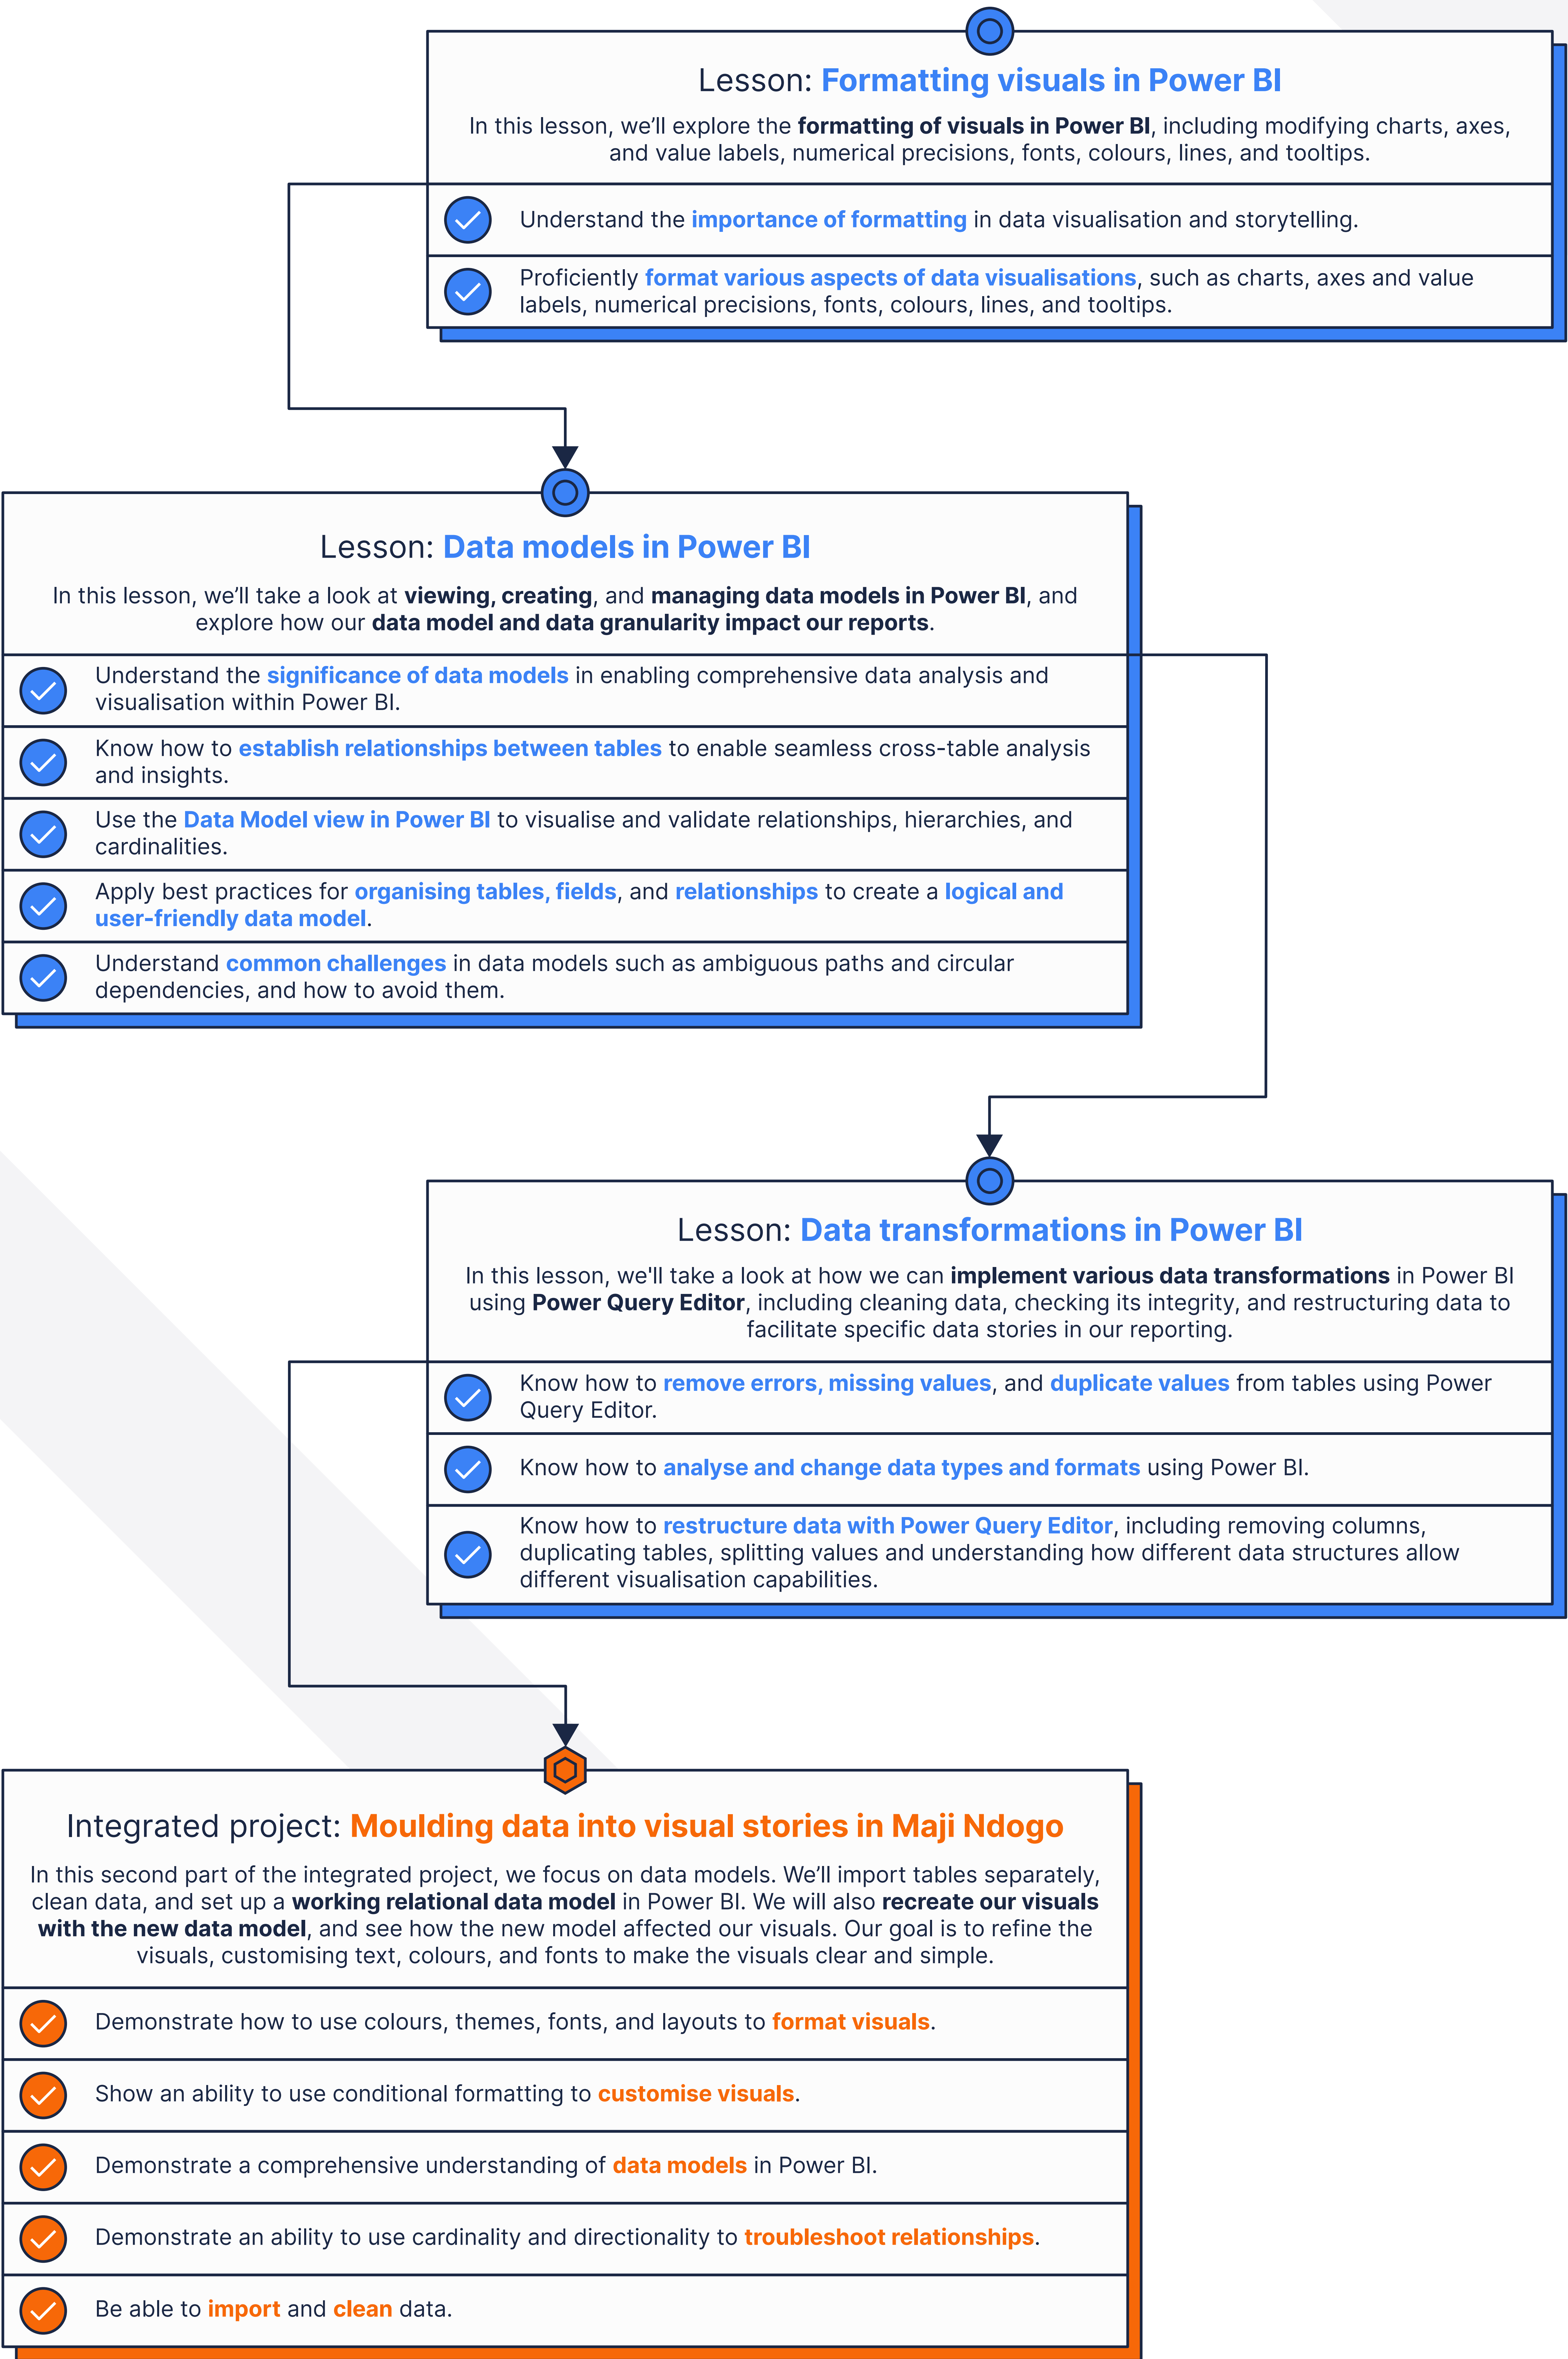 Lesson: Formatting visuals in Power BI
In this lesson, we’ll explore the formatting of visuals in Power BI, including modifying charts, axes,
and value labels, numerical precisions, fonts, colours, lines, and tooltips.
Understand the importance of formatting in data visualisation and storytelling.
Proficiently format various aspects of data visualisations, such as charts, axes and value
labels, numerical precisions, fonts, colours, lines, and tooltips.
Lesson: Data models in Power BI
In this lesson, we’ll take a look at viewing, creating, and managing data models in Power BI, and
explore how our data model and data granularity impact our reports.
Understand the significance of data models in enabling comprehensive data analysis and
visualisation within Power BI.
Know how to establish relationships between tables to enable seamless cross-table analysis
and insights.
Use the Data Model view in Power BI to visualise and validate relationships, hierarchies, and
cardinalities.
Apply best practices for organising tables, fields, and relationships to create a logical and
user-friendly data model.
Understand common challenges in data models such as ambiguous paths and circular
dependencies, and how to avoid them.
Lesson: Data transformations in Power BI
In this lesson, we'll take a look at how we can implement various data transformations in Power BI
using Power Query Editor, including cleaning data, checking its integrity, and restructuring data to
facilitate specific data stories in our reporting.
Know how to remove errors, missing values, and duplicate values from tables using Power
Query Editor.
Know how to analyse and change data types and formats using Power BI.
Know how to restructure data with Power Query Editor, including removing columns,
duplicating tables, splitting values and understanding how different data structures allow
different visualisation capabilities.
Integrated project: Moulding data into visual stories in Maji Ndogo
In this second part of the integrated project, we focus on data models. We’ll import tables separately,
clean data, and set up a working relational data model in Power BI. We will also recreate our visuals
with the new data model, and see how the new model affected our visuals. Our goal is to refine the
visuals, customising text, colours, and fonts to make the visuals clear and simple.
Demonstrate how to use colours, themes, fonts, and layouts to format visuals.
Show an ability to use conditional formatting to customise visuals.
Demonstrate a comprehensive understanding of data models in Power BI.
Demonstrate an ability to use cardinality and directionality to troubleshoot relationships.
Be able to import and clean data.